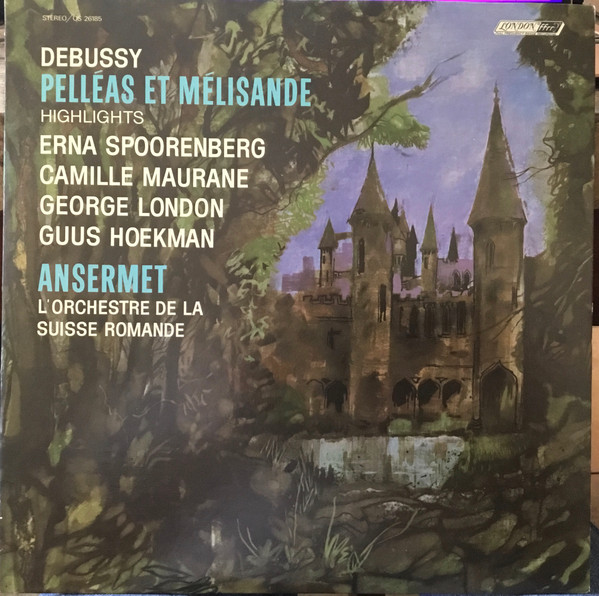 STEREO/OS 26185
LONDON ffrr
DEBUSSY
PELLÉAS ET MÉLISANDE
HIGHLIGHTS
ERNA SPOORENBERG
CAMILLE MAURANE
GEORGE LONDON
GUUS HOEKMAN
ANSERMET
L'ORCHESTRE DE LA
SUISSE ROMANDE